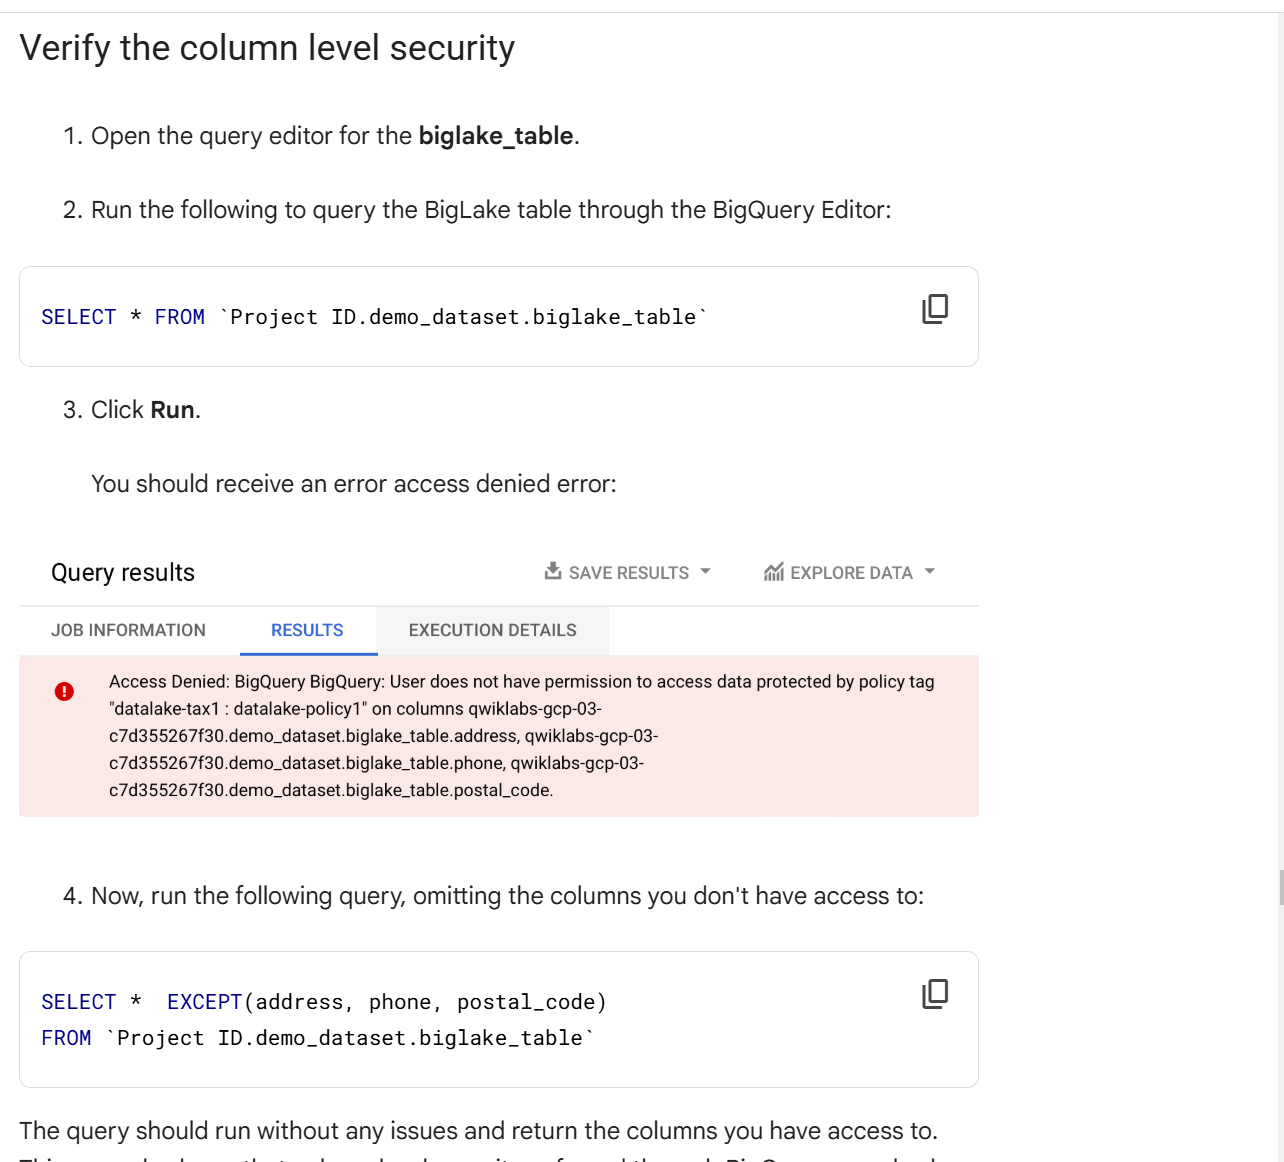 Verify the column level security
1. Open the query editor for the biglake_table.
2. Run the following to query the BigLake table through the BigQuery Editor:
SELECT * FROM `Project ID.demo_dataset.biglake_table`
3. Click Run.
You should receive an error access denied error:
Query results SAVE RESULTS EXPLORE DATA
JOB INFORMATION RESULTS EXECUTION DETAILS
Access Denied: BigQuery BigQuery: User does not have permission to access data protected by policy tag
"datalake-tax1 : datalake-policy1" on columns qwiklabs-gcp-03-
c7d355267f30.demo_dataset.biglake_table.address, qwiklabs-gcp-03-
c7d355267f30.demo_dataset.biglake_table.phone, qwiklabs-gcp-03-
c7d355267f30.demo_dataset.biglake_table.postal_code.
4. Now, run the following query, omitting the columns you don't have access to:
SELECT *  EXCEPT(address, phone, postal_code)
FROM `Project ID.demo_dataset.biglake_table`
The query should run without any issues and return the columns you have access to.